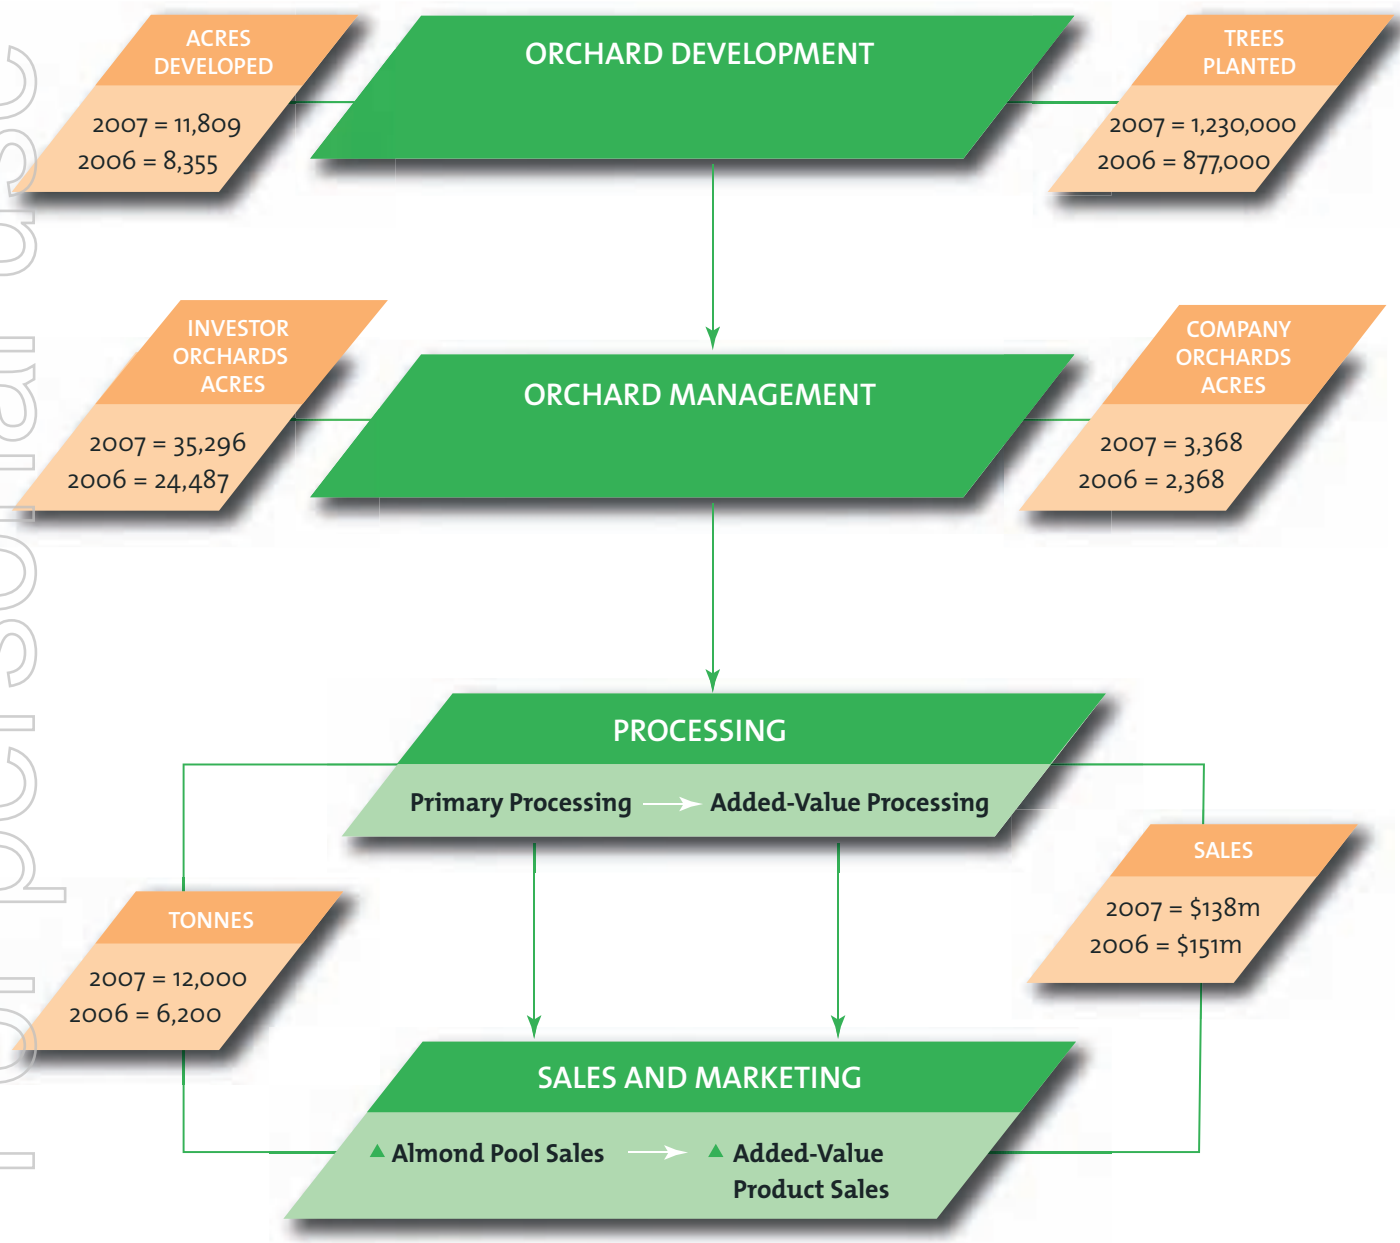 ACRES
DEVELOPED
2007 = 11,809
2006 = 8,355
ORCHARD DEVELOPMENT
TREES
PLANTED
2007 = 1,230,000
2006 = 877,000
INVESTOR
ORCHARDS
ACRES
2007 = 35,296
2006 = 24,487
ORCHARD MANAGEMENT
COMPANY
ORCHARDS
ACRES
2007 = 3,368
2006 = 2,368
PROCESSING
Primary Processing
Added-Value Processing
TONNES
2007 = 12,000
2006 = 6,200
SALES
2007 = $138m
2006 = $151m
SALES AND MARKETING
Almond Pool Sales
Added-Value
Product Sales